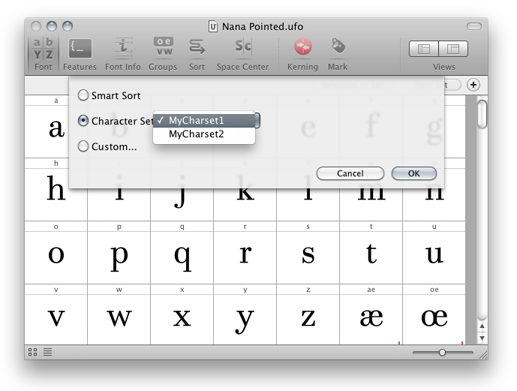 Nana Pointed.ufo
Font Features Font Info Groups Sort Space Center Kerning Mark Views
Smart Sort
Character Set
MyCharset1
MyCharset2
Custom...
Cancel OK
a
a b e f g
h
h i j k l m n
o p q r s t u
o p q r s t u
v w x y z ae oe
v w x y z æ œ